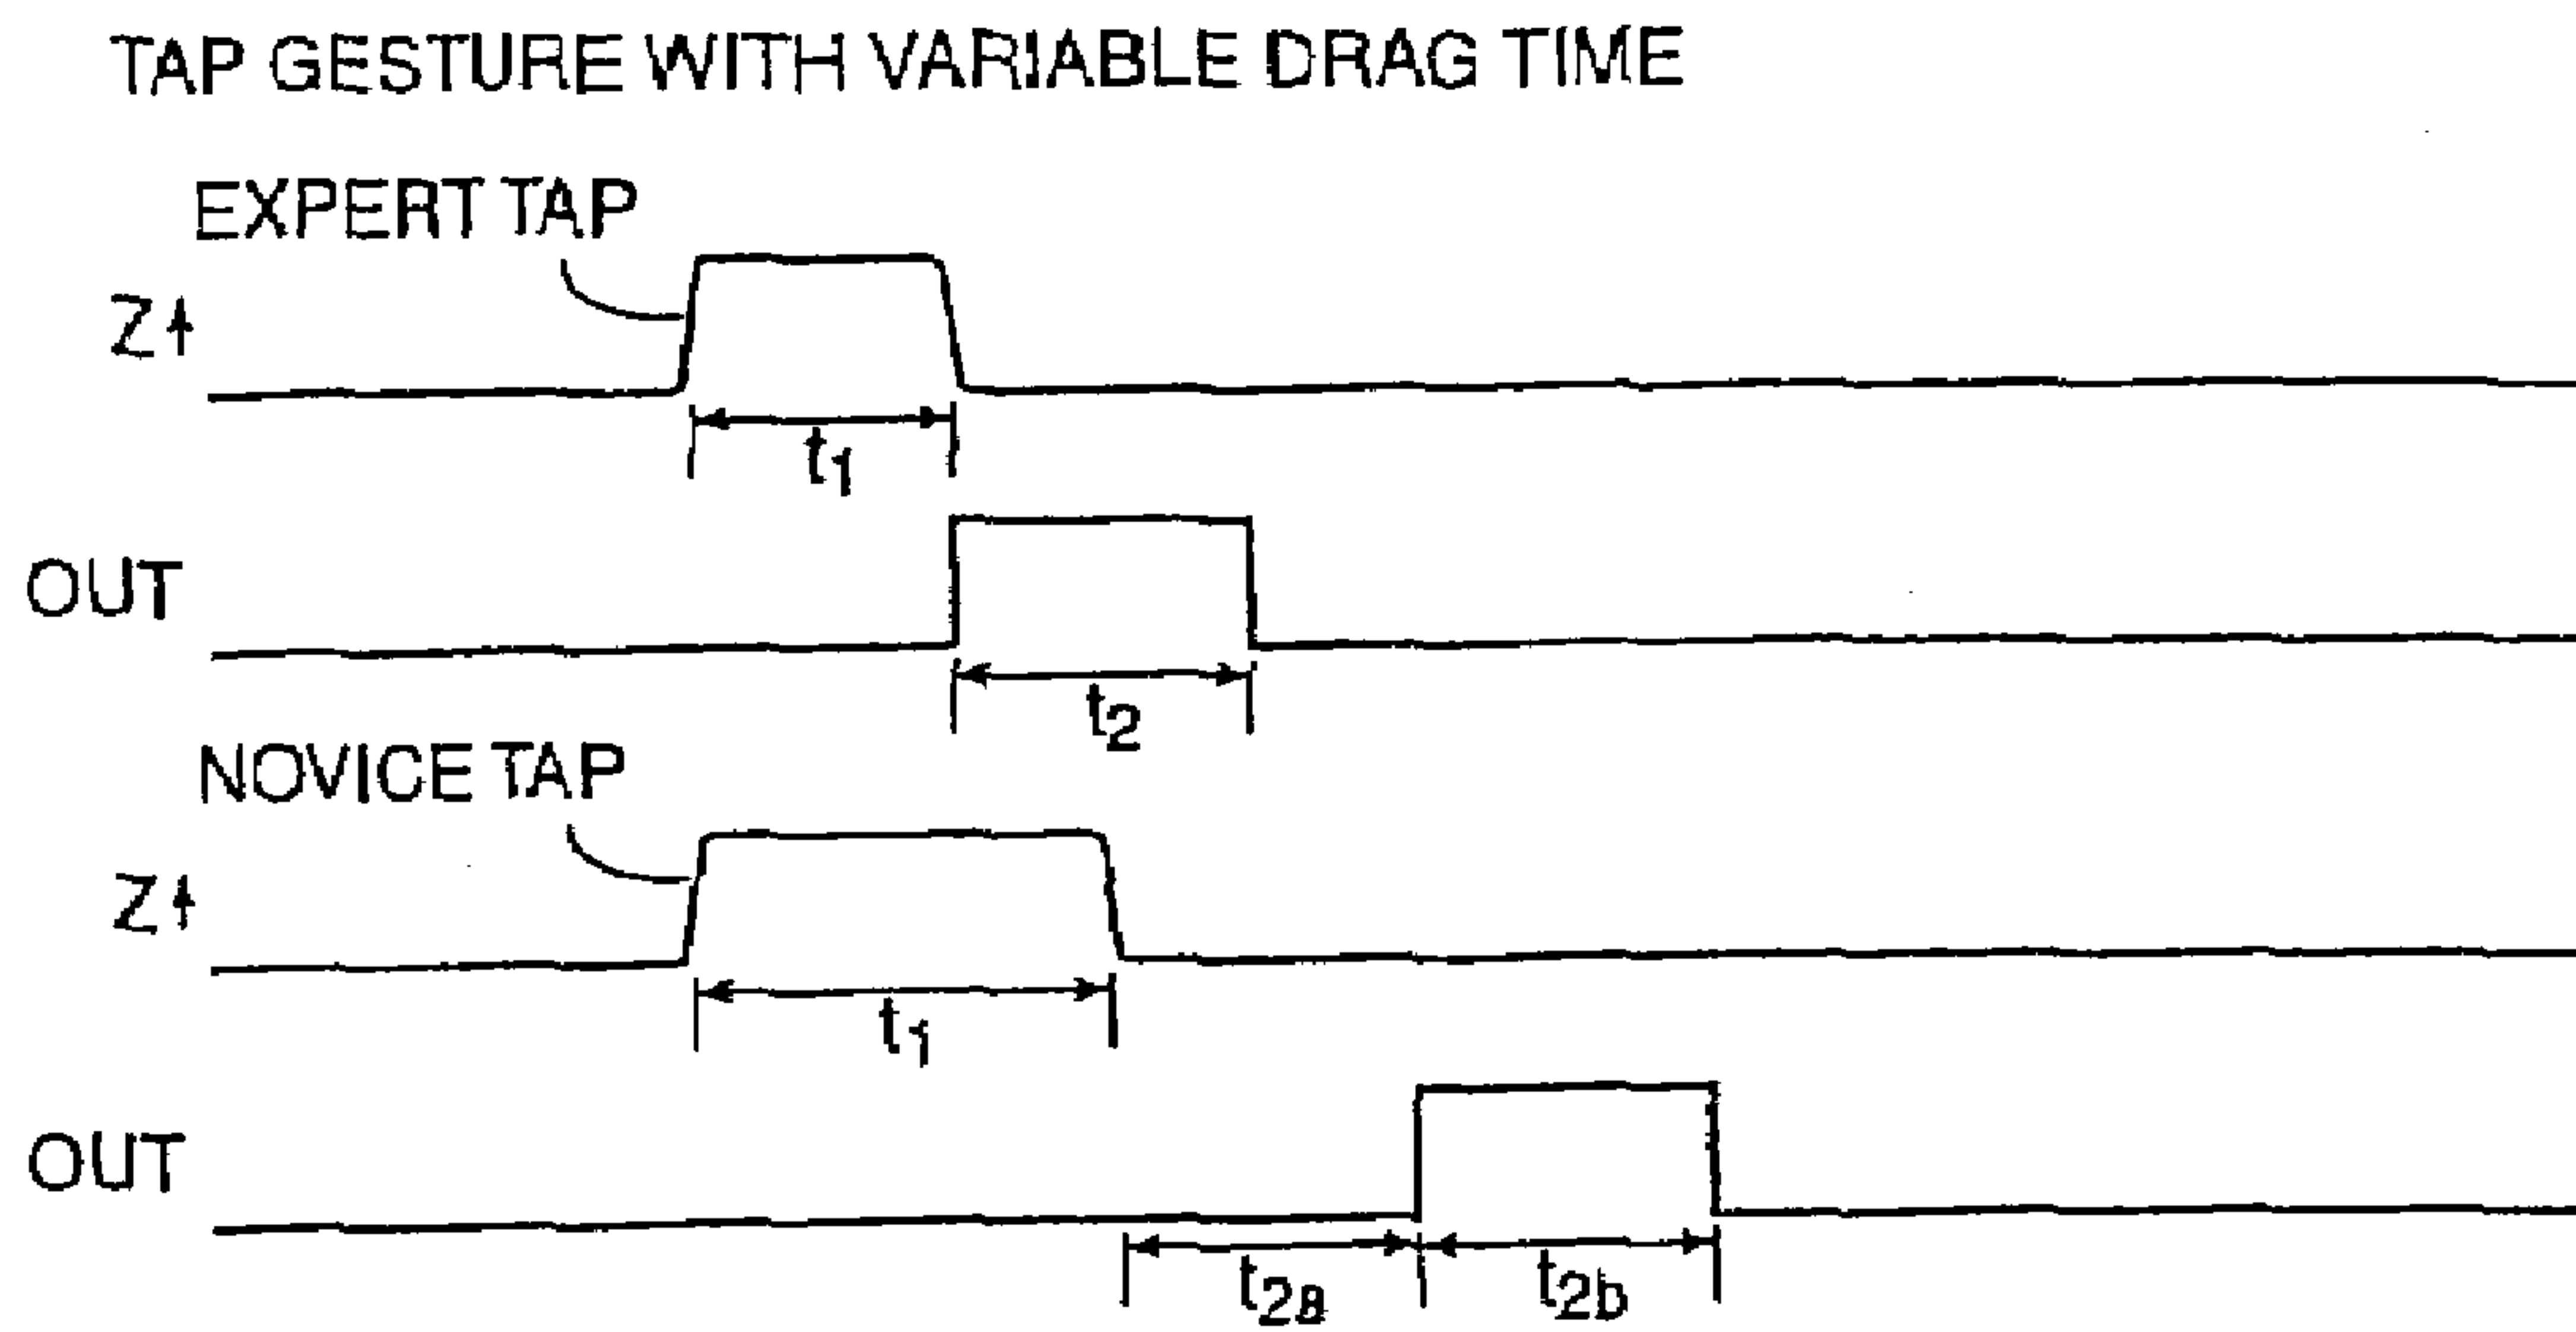 TAP GESTURE WITH VARIABLE DRAG TIME
EXPERT TAP
Z
t1
OUT
t2
NOVICE TAP
Z
t1
OUT
t2a t2b